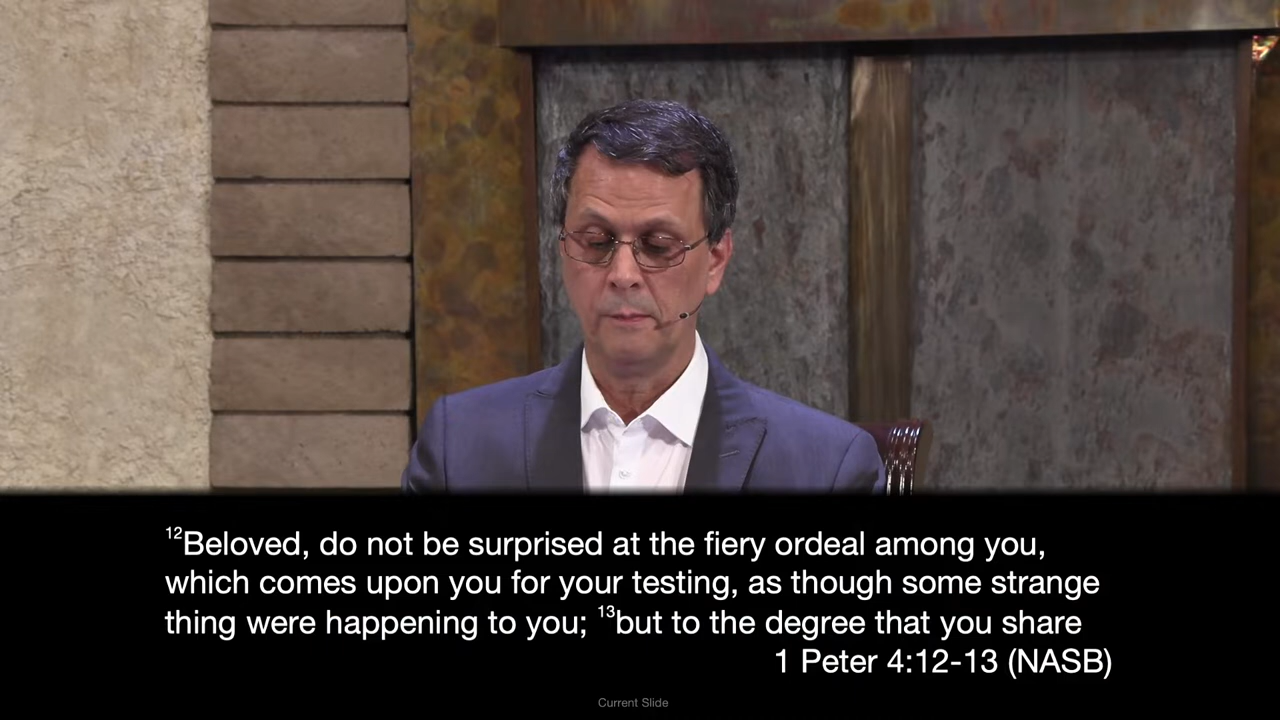 ¹²Beloved, do not be surprised at the fiery ordeal among you,
which comes upon you for your testing, as though some strange
thing were happening to you; ¹³but to the degree that you share
1 Peter 4:12-13 (NASB)
Current Slide